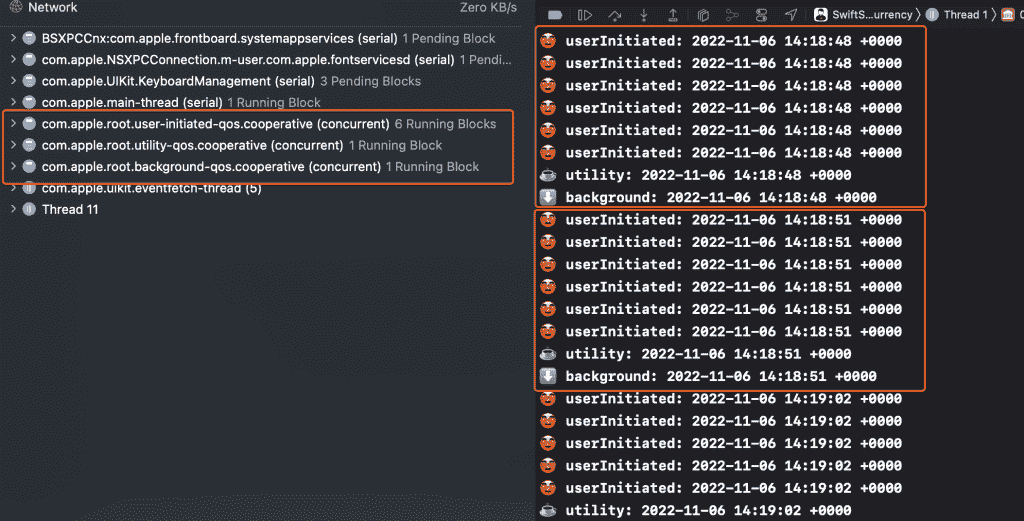 Network
Zero KB/s
BSXPCCnx:com.apple.frontboard.systemappservices (serial) 1 Pending Block
com.apple.NSXPCConnection.m-user.com.apple.fontservicesd (serial) 1 Pendi...
com.apple.UIKit.KeyboardManagement (serial) 3 Pending Blocks
com.apple.main-thread (serial) 1 Running Block
com.apple.root.user-initiated-qos.cooperative (concurrent) 6 Running Blocks
com.apple.root.utility-qos.cooperative (concurrent) 1 Running Block
com.apple.root.background-qos.cooperative (concurrent) 1 Running Block
com.apple.uikit.eventfetch-thread (5)
Thread 11
SwiftS...urrency Thread 1
userInitiated: 2022-11-06 14:18:48 +0000
userInitiated: 2022-11-06 14:18:48 +0000
userInitiated: 2022-11-06 14:18:48 +0000
userInitiated: 2022-11-06 14:18:48 +0000
userInitiated: 2022-11-06 14:18:48 +0000
userInitiated: 2022-11-06 14:18:48 +0000
utility: 2022-11-06 14:18:48 +0000
background: 2022-11-06 14:18:48 +0000
userInitiated: 2022-11-06 14:18:51 +0000
userInitiated: 2022-11-06 14:18:51 +0000
userInitiated: 2022-11-06 14:18:51 +0000
userInitiated: 2022-11-06 14:18:51 +0000
userInitiated: 2022-11-06 14:18:51 +0000
userInitiated: 2022-11-06 14:18:51 +0000
utility: 2022-11-06 14:18:51 +0000
background: 2022-11-06 14:18:51 +0000
userInitiated: 2022-11-06 14:19:02 +0000
userInitiated: 2022-11-06 14:19:02 +0000
userInitiated: 2022-11-06 14:19:02 +0000
userInitiated: 2022-11-06 14:19:02 +0000
userInitiated: 2022-11-06 14:19:02 +0000
utility: 2022-11-06 14:19:02 +0000